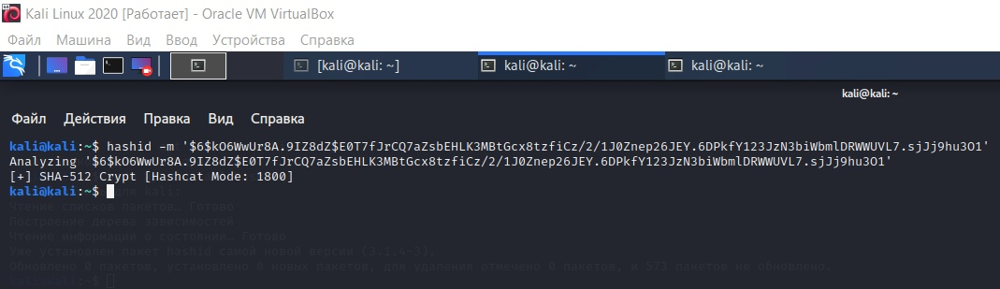 Kali Linux 2020 [Работает] - Oracle VM VirtualBox
Файл Машина Вид Ввод Устройства Справка
[kali@kali: ~] kali@kali: ~ kali@kali: ~
kali@kali: ~
Файл Действия Правка Вид Справка
kali@kali:~$ hashid -m '$6$kO6WwUr8A.9IZ8dZ$E0T7fJrCQ7aZsbEHLK3MBtGcx8tzfiCz/2/1J0Znep26JEY.6DPkfY123JzN3biWbmlDRWWUVL7.sjJj9hu3O1'
Analyzing '$6$kO6WwUr8A.9IZ8dZ$E0T7fJrCQ7aZsbEHLK3MBtGcx8tzfiCz/2/1J0Znep26JEY.6DPkfY123JzN3biWbmlDRWWUVL7.sjJj9hu3O1'
[+] SHA-512 Crypt [Hashcat Mode: 1800]
kali@kali:~$ для kali:
Чтение списков пакетов… Готово
Построение дерева зависимостей
Чтение информации о состоянии… Готово
Уже установлен пакет hashid самой новой версии (3.1.4-3).
Обновлено 0 пакетов, установлено 0 новых пакетов, для удаления отмечено 0 пакетов, и 573 пакетов не обновлено.
kali@kali:~$